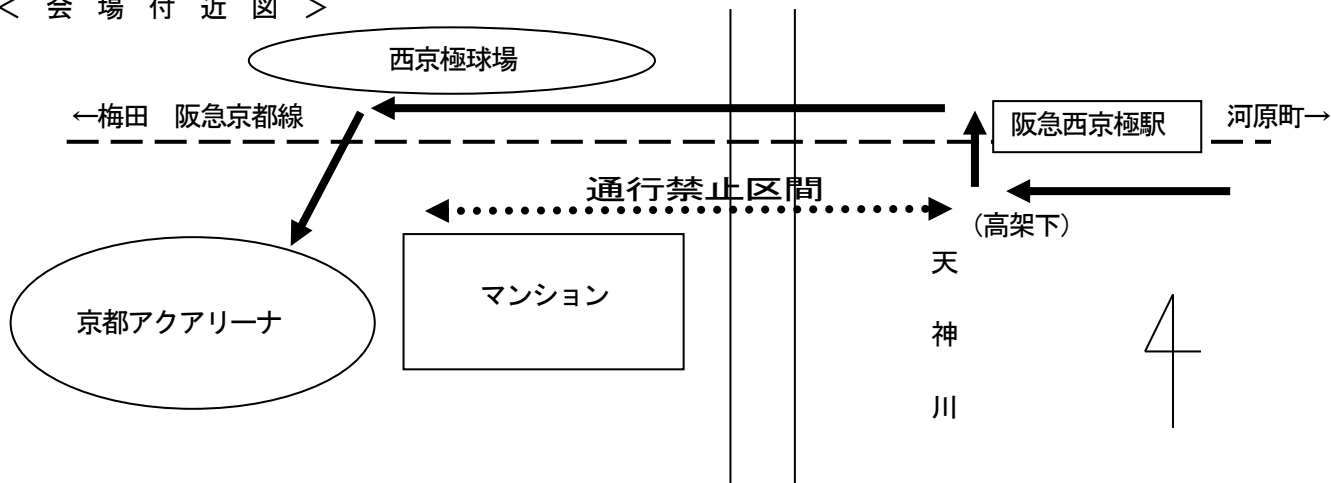 ＜ 会 場 付 近 図 ＞
西京極球場
←梅田　阪急京都線
阪急西京極駅
河原町→
通行禁止区間
（高架下）
マンション
京都アクアリーナ
天
神
川